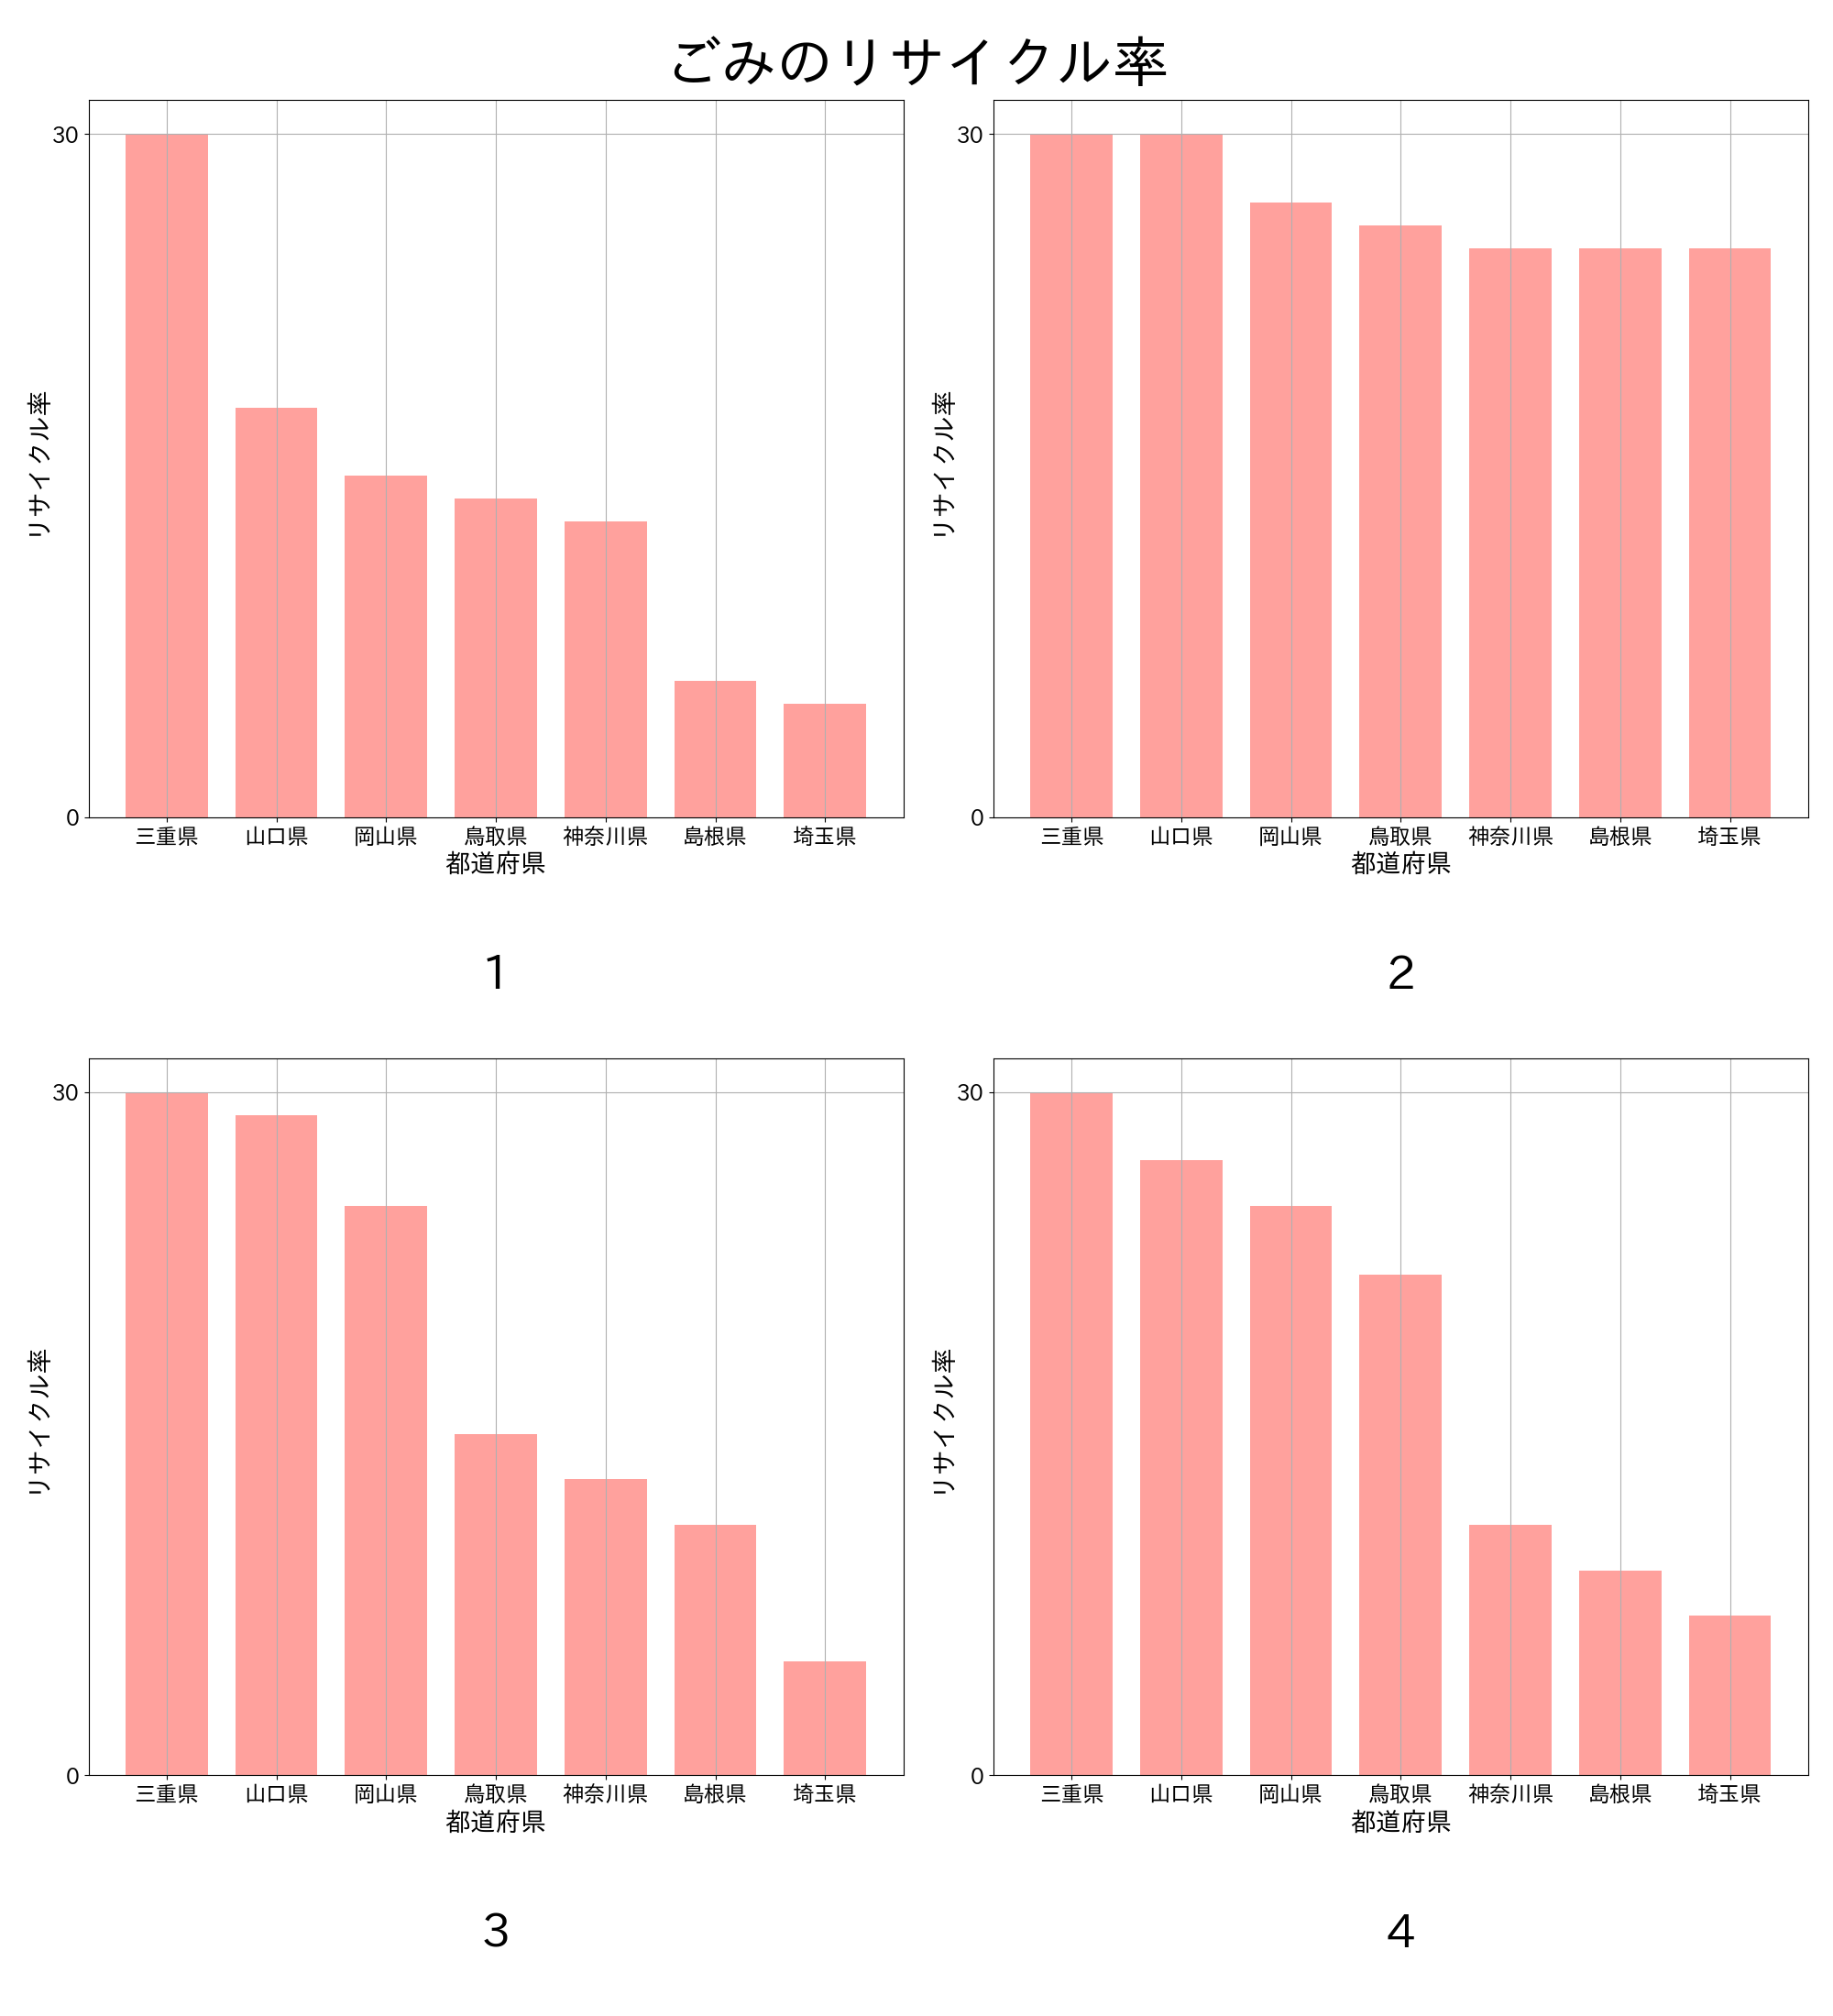 ごみのリサイクル率
30
0
リサイクル率
三重県 山口県 岡山県 鳥取県 神奈川県 島根県 埼玉県
都道府県
1
30
0
リサイクル率
三重県 山口県 岡山県 鳥取県 神奈川県 島根県 埼玉県
都道府県
2
30
0
リサイクル率
三重県 山口県 岡山県 鳥取県 神奈川県 島根県 埼玉県
都道府県
3
30
0
リサイクル率
三重県 山口県 岡山県 鳥取県 神奈川県 島根県 埼玉県
都道府県
4